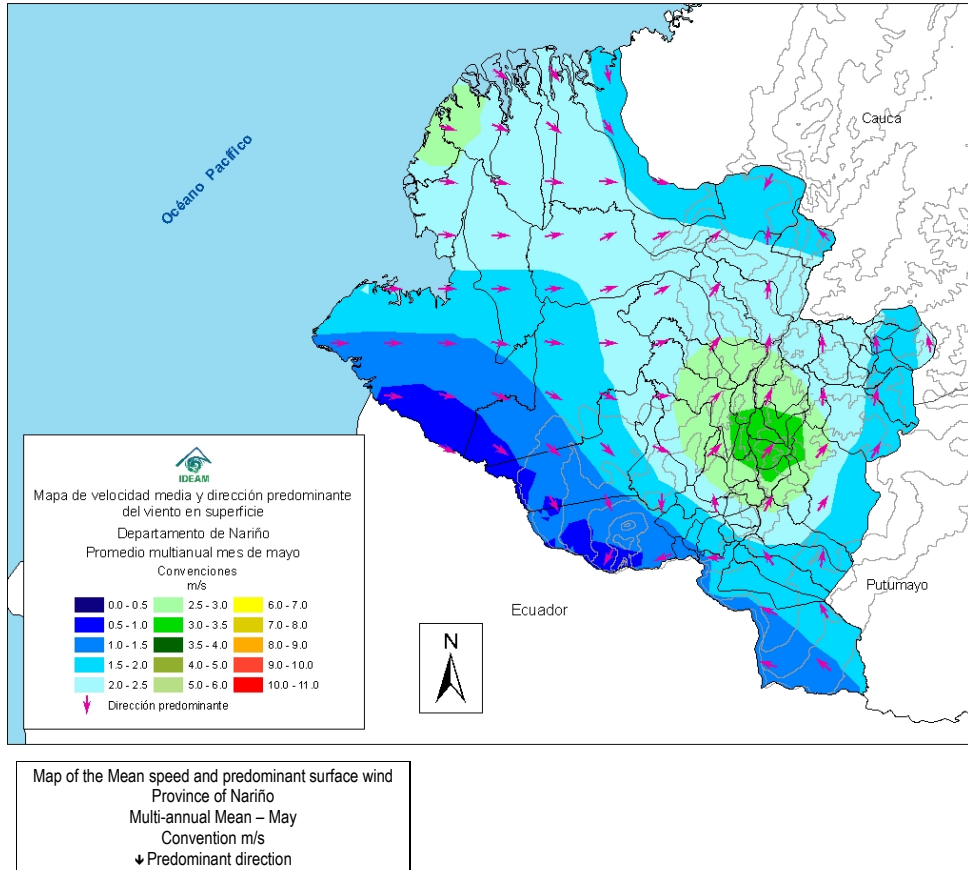 Cauca
Océano Pacífico
IDEAM
Mapa de velocidad media y dirección predominante
del viento en superficie
Departamento de Nariño
Promedio multianual mes de mayo
Convenciones
m/s
0.0 - 0.5 2.5 - 3.0 6.0 - 7.0
0.5 - 1.0 3.0 - 3.5 7.0 - 8.0
1.0 - 1.5 3.5 - 4.0 8.0 - 9.0
1.5 - 2.0 4.0 - 5.0 9.0 - 10.0
2.0 - 2.5 5.0 - 6.0 10.0 - 11.0
Dirección predominante
Ecuador
Putumayo
N
Map of the Mean speed and predominant surface wind
Province of Nariño
Multi-annual Mean – May
Convention m/s
Predominant direction